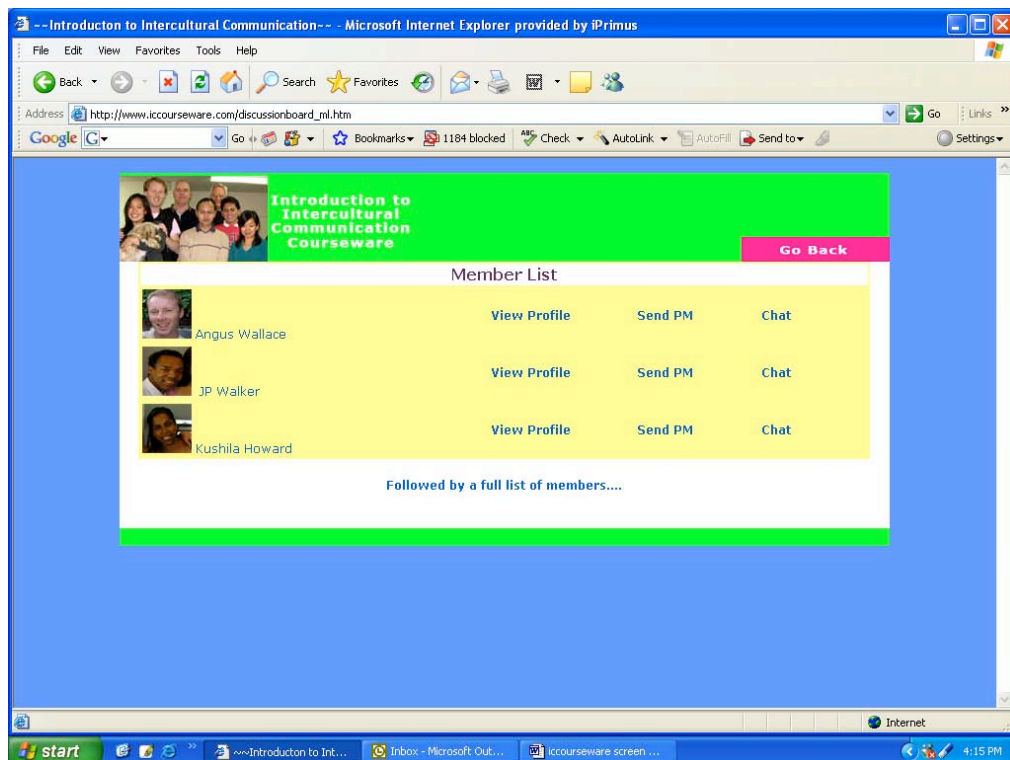 ~~Introducton to Intercultural Communication~~ - Microsoft Internet Explorer provided by iPrimus
File Edit View Favorites Tools Help
Back Search Favorites
Address http://www.iccourseware.com/discussionboard_ml.htm Go Links »
Google G Go Bookmarks 1184 blocked ABC Check AutoLink AutoFill Send to Settings
Introduction to
Intercultural
Communication
Courseware
Go Back
Member List
Angus Wallace View Profile Send PM Chat
JP Walker View Profile Send PM Chat
Kushila Howard View Profile Send PM Chat
Followed by a full list of members....
Internet
start » ~~Introducton to Int... Inbox - Microsoft Out... iccourseware screen ... 4:15 PM